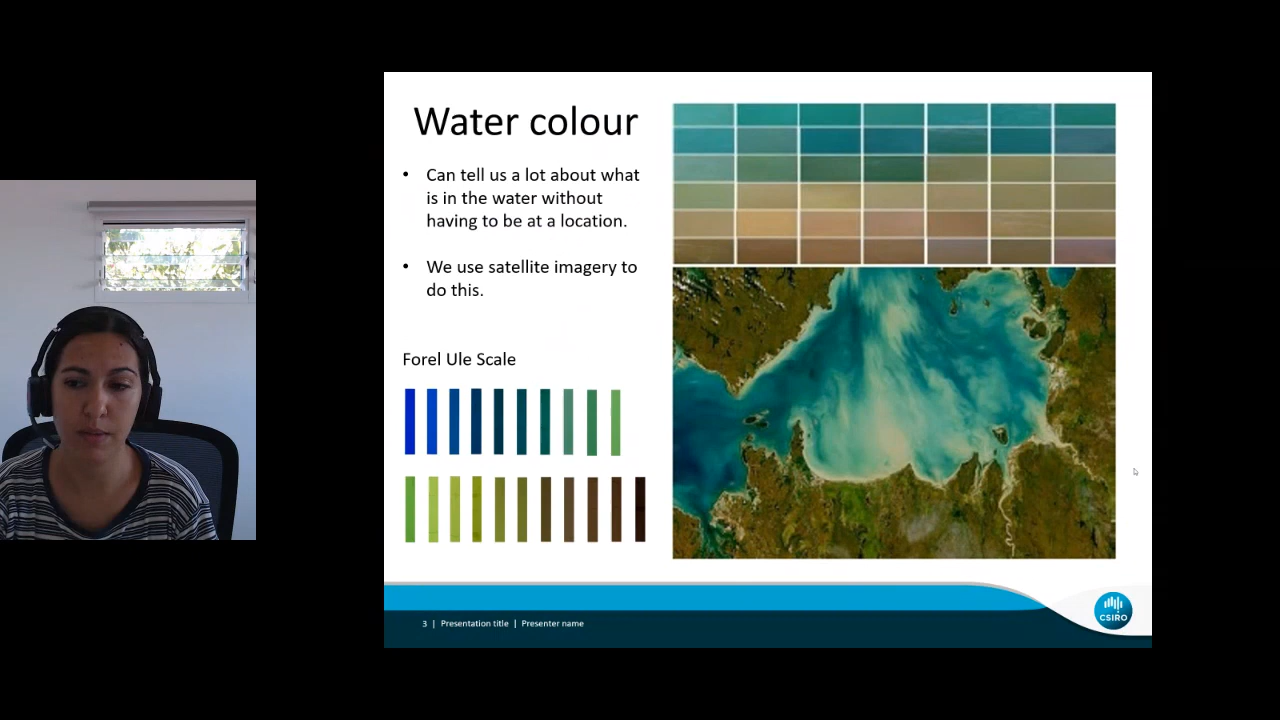 Water colour
• Can tell us a lot about what
is in the water without
having to be at a location.
• We use satellite imagery to
do this.
Forel Ule Scale
3 | Presentation title | Presenter name
CSIRO